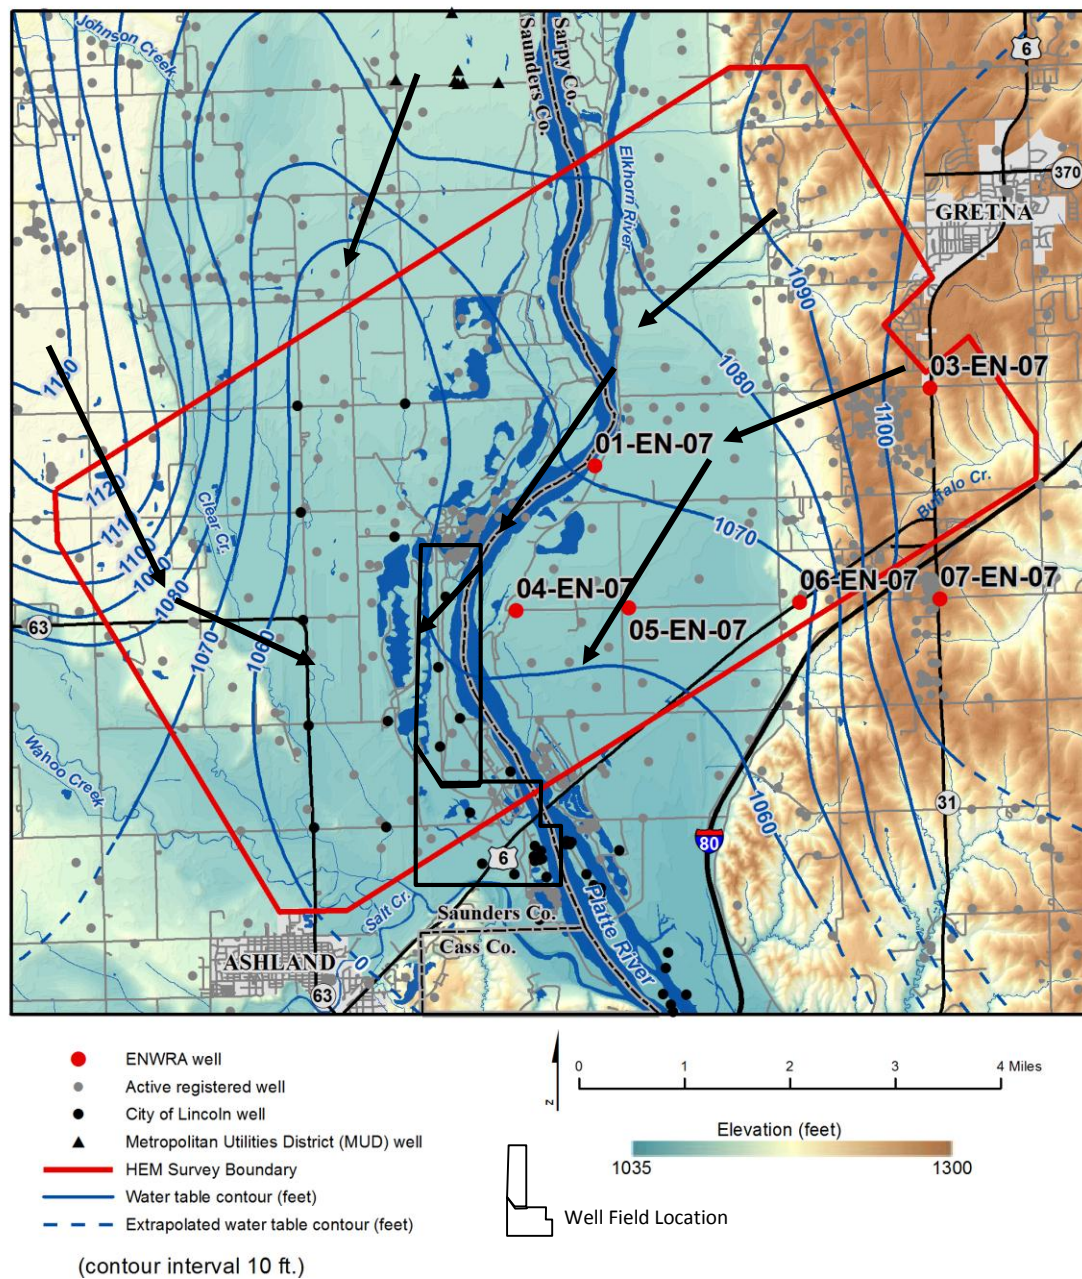 Johnson Creek
Sarpy Co.
Saunders Co.
6
Elkhorn River
370
GRETNA
1090
1080
03-EN-07
1100
01-EN-07
1120
1110
1100
1080
Clear Cr.
Buffalo Cr.
1070
04-EN-07
05-EN-07
06-EN-07
07-EN-07
63
1070
1060
Wahoo Creek
1060
31
80
6
Platte River
Salt Cr.
Saunders Co.
Cass Co.
ASHLAND
0
63
ENWRA well
Active registered well
City of Lincoln well
Metropolitan Utilities District (MUD) well
HEM Survey Boundary
Water table contour (feet)
Extrapolated water table contour (feet)
(contour interval 10 ft.)
z
0 1 2 3 4 Miles
Elevation (feet)
1035 1300
Well Field Location